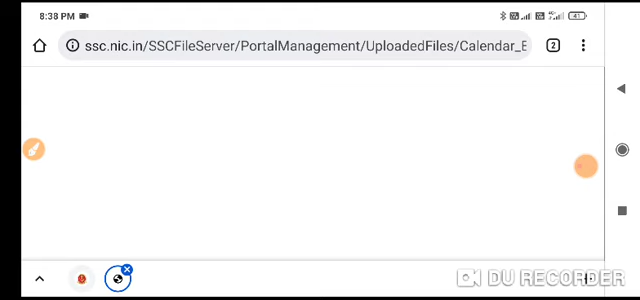 8:38 PM
41
ssc.nic.in/SSCFileServer/PortalManagement/UploadedFiles/Calendar_E
2
DU RECORDER